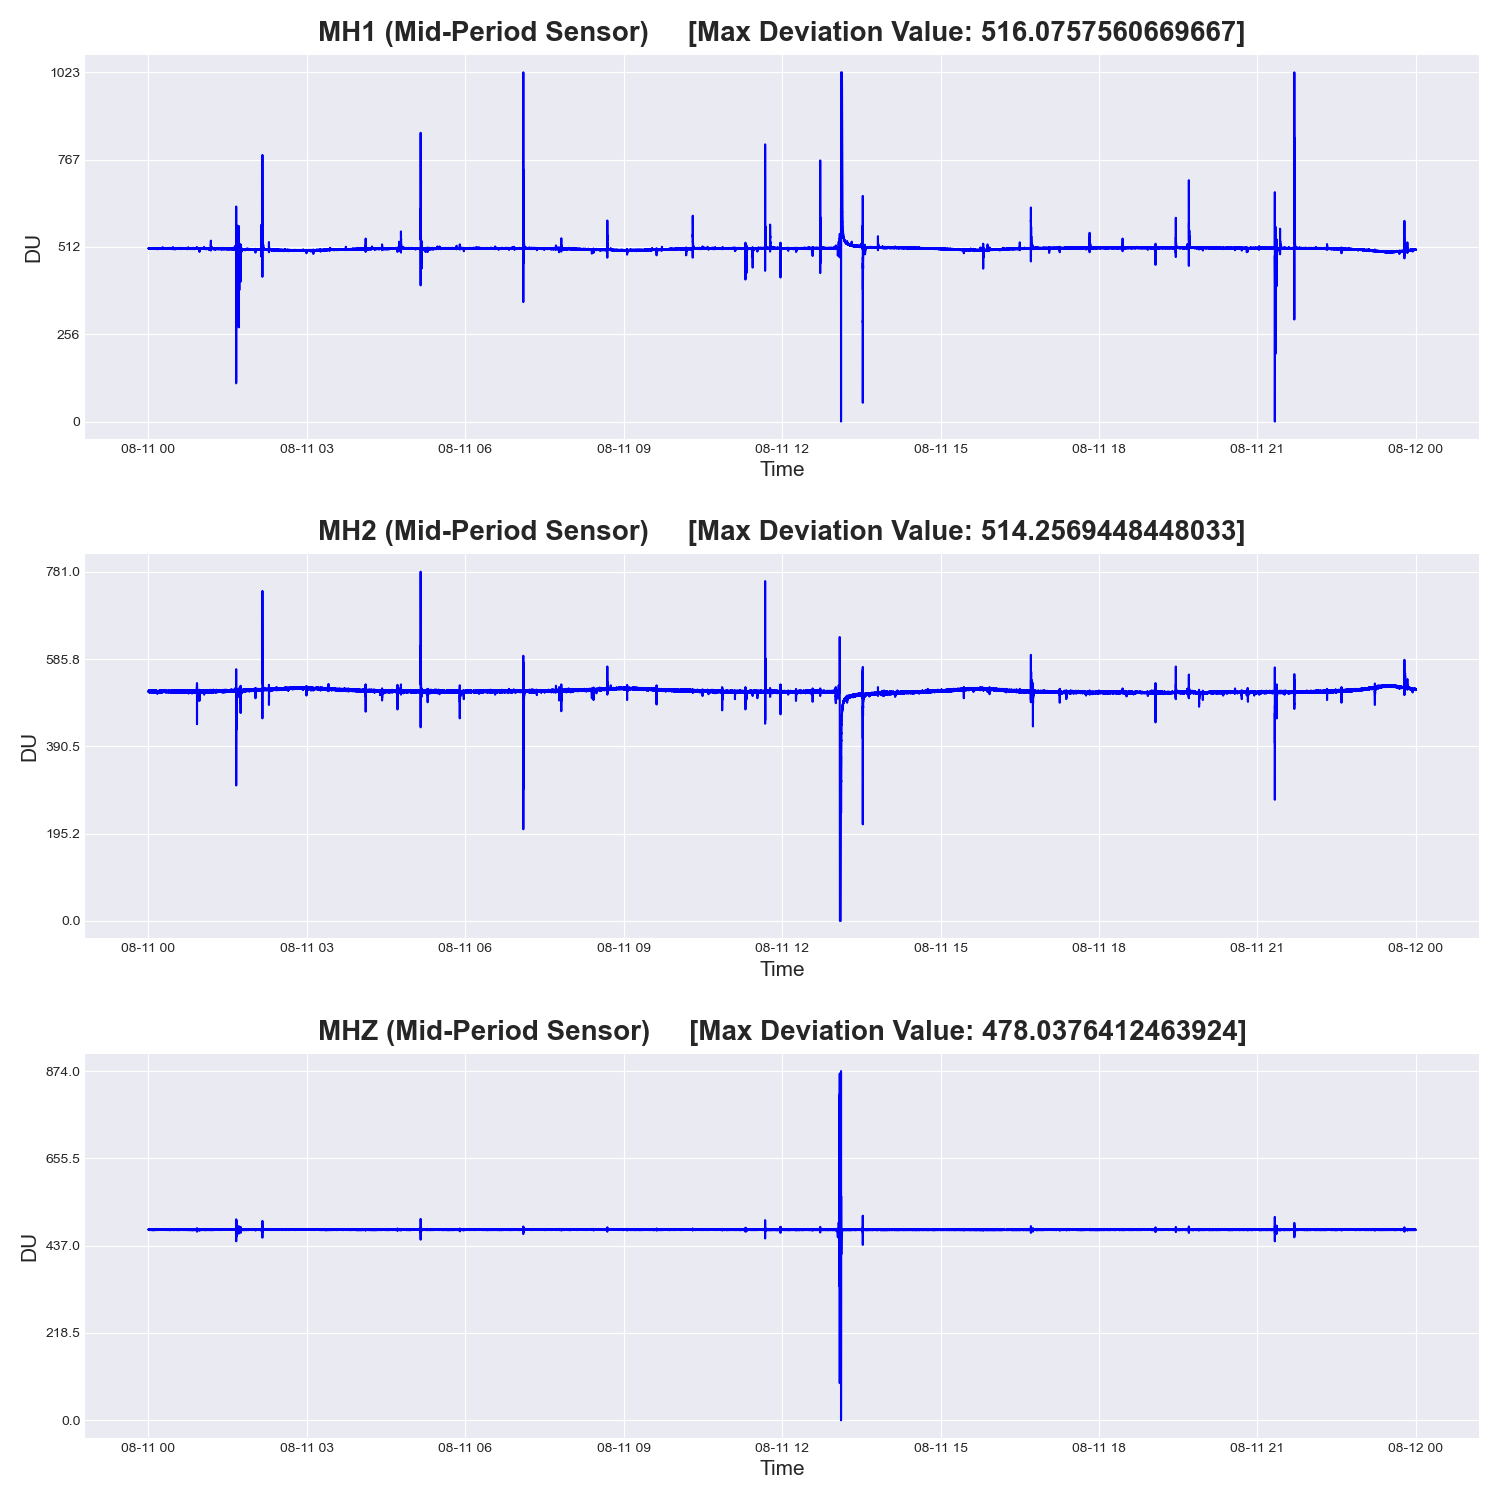 MH1 (Mid-Period Sensor) [Max Deviation Value: 516.0757560669667]
1023
767
512
256
0
DU
08-11 00 08-11 03 08-11 06 08-11 09 08-11 12 08-11 15 08-11 18 08-11 21 08-12 00
Time
MH2 (Mid-Period Sensor) [Max Deviation Value: 514.2569448448033]
781.0
585.8
390.5
195.2
0.0
DU
08-11 00 08-11 03 08-11 06 08-11 09 08-11 12 08-11 15 08-11 18 08-11 21 08-12 00
Time
MHZ (Mid-Period Sensor) [Max Deviation Value: 478.0376412463924]
874.0
655.5
437.0
218.5
0.0
DU
08-11 00 08-11 03 08-11 06 08-11 09 08-11 12 08-11 15 08-11 18 08-11 21 08-12 00
Time